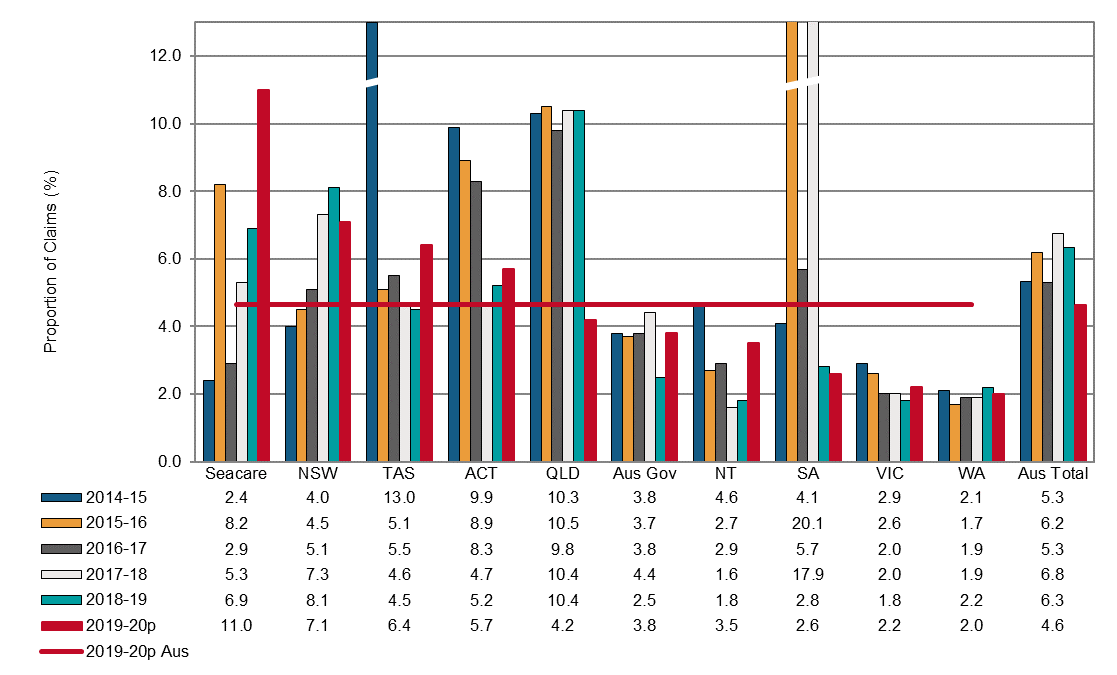 Proportion of Claims (%)
12.0
10.0
8.0
6.0
4.0
2.0
0.0
Seacare NSW TAS ACT QLD Aus Gov NT SA VIC WA Aus Total
2014-15 2.4 4.0 13.0 9.9 10.3 3.8 4.6 4.1 2.9 2.1 5.3
2015-16 8.2 4.5 5.1 8.9 10.5 3.7 2.7 20.1 2.6 1.7 6.2
2016-17 2.9 5.1 5.5 8.3 9.8 3.8 2.9 5.7 2.0 1.9 5.3
2017-18 5.3 7.3 4.6 4.7 10.4 4.4 1.6 17.9 2.0 1.9 6.8
2018-19 6.9 8.1 4.5 5.2 10.4 2.5 1.8 2.8 1.8 2.2 6.3
2019-20p 11.0 7.1 6.4 5.7 4.2 3.8 3.5 2.6 2.2 2.0 4.6
2019-20p Aus